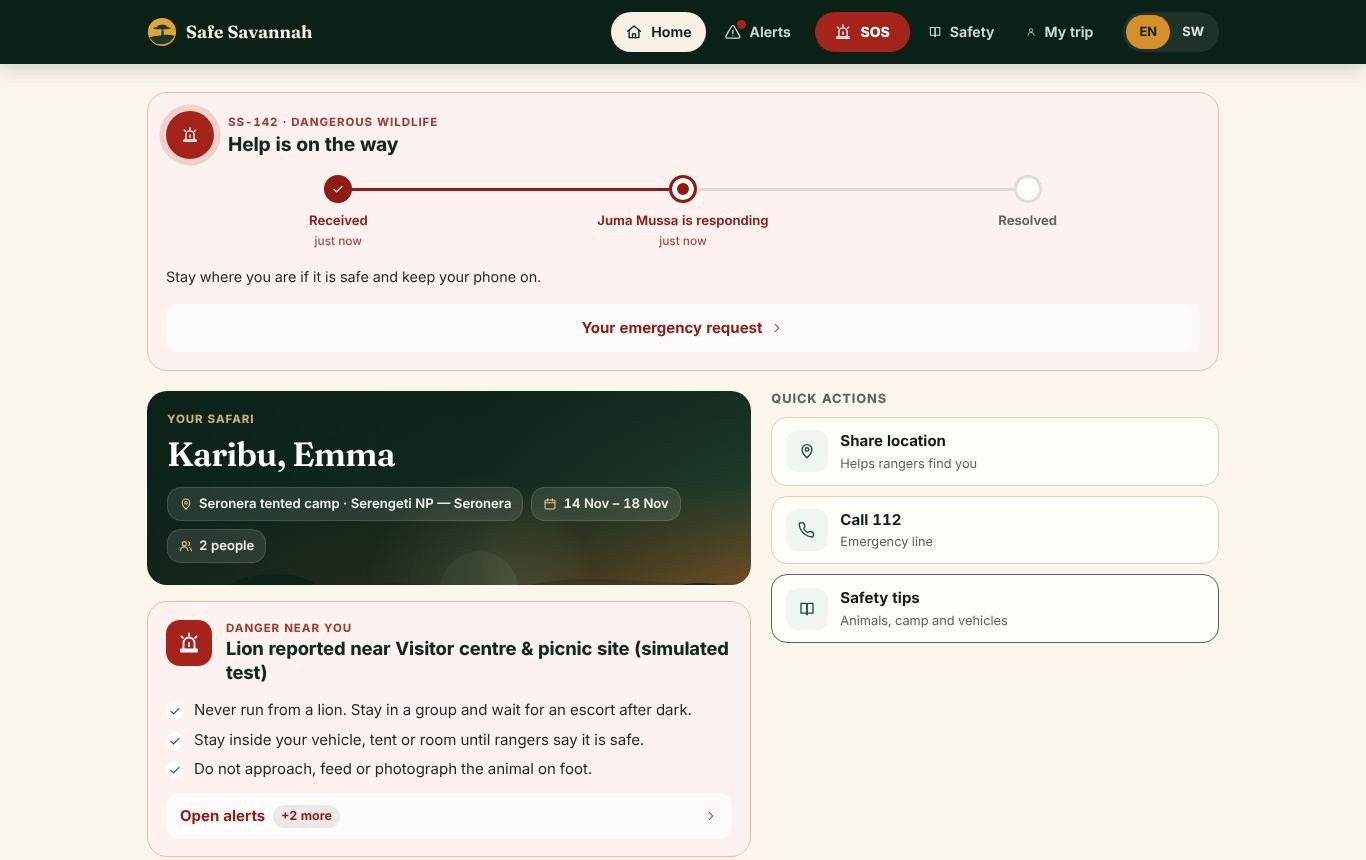 Safe Savannah
Home
Alerts
SOS
Safety
My trip
EN
SW
SS-142 · DANGEROUS WILDLIFE
Help is on the way
Received
just now
Juma Mussa is responding
just now
Resolved
Stay where you are if it is safe and keep your phone on.
Your emergency request
YOUR SAFARI
Karibu, Emma
Seronera tented camp · Serengeti NP — Seronera
14 Nov – 18 Nov
2 people
DANGER NEAR YOU
Lion reported near Visitor centre & picnic site (simulated
test)
Never run from a lion. Stay in a group and wait for an escort after dark.
Stay inside your vehicle, tent or room until rangers say it is safe.
Do not approach, feed or photograph the animal on foot.
Open alerts
+2 more
QUICK ACTIONS
Share location
Helps rangers find you
Call 112
Emergency line
Safety tips
Animals, camp and vehicles